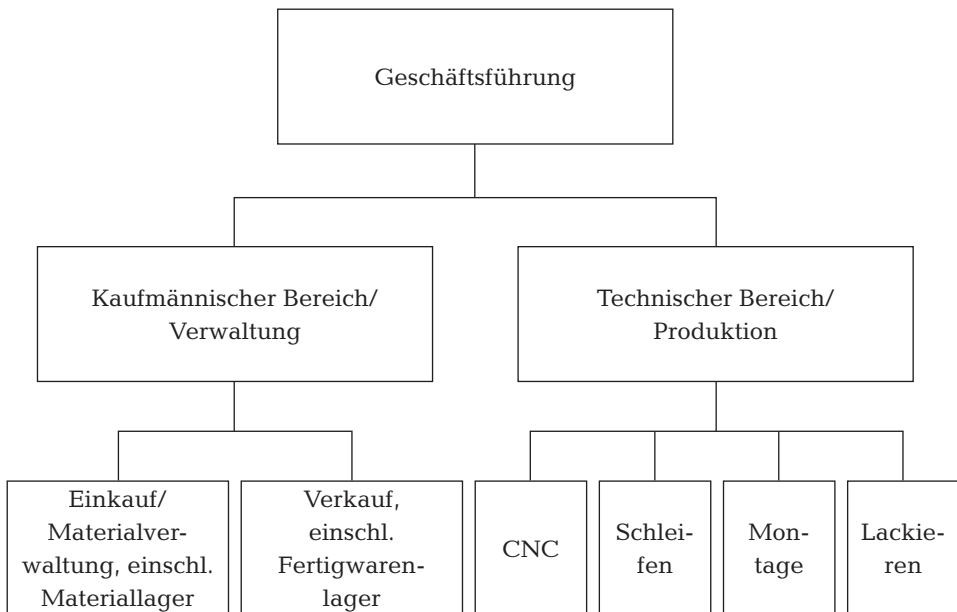 Geschäftsführung
Kaufmännischer Bereich/
Verwaltung
Technischer Bereich/
Produktion
Einkauf/
Materialver-
waltung, einschl.
Materiallager
Verkauf,
einschl.
Fertigwaren-
lager
CNC
Schlei-
fen
Mon-
tage
Lackie-
ren